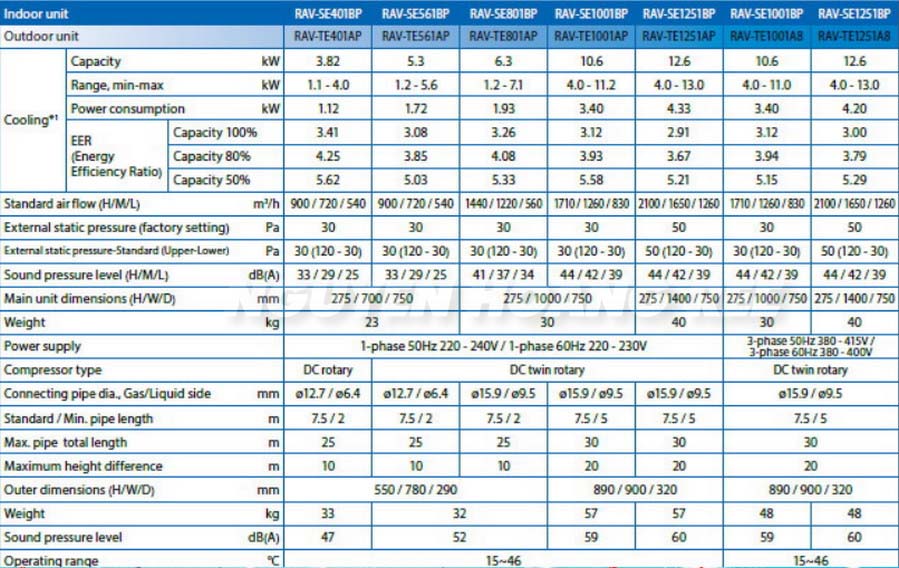 Indoor unit RAV-SE401BP RAV-SE561BP RAV-SE801BP RAV-SE1001BP RAV-SE1251BP RAV-SE1001BP RAV-SE1251BP
Outdoor unit RAV-TE401AP RAV-TE561AP RAV-TE801AP RAV-TE1001AP RAV-TE1251AP RAV-TE1001A8 RAV-TE1251A8
Cooling*¹ Capacity kW 3.82 5.3 6.3 10.6 12.6 10.6 12.6
Range, min-max kW 1.1 - 4.0 1.2 - 5.6 1.2 - 7.1 4.0 - 11.2 4.0 - 13.0 4.0 - 11.0 4.0 - 13.0
Power consumption kW 1.12 1.72 1.93 3.40 4.33 3.40 4.20
EER (Energy Efficiency Ratio) Capacity 100% 3.41 3.08 3.26 3.12 2.91 3.12 3.00
Capacity 80% 4.25 3.85 4.08 3.93 3.67 3.94 3.79
Capacity 50% 5.62 5.03 5.33 5.58 5.21 5.15 5.29
Standard air flow (H/M/L) m³/h 900 / 720 / 540 900 / 720 / 540 1440 / 1220 / 560 1710 / 1260 / 830 2100 / 1650 / 1260 1710 / 1260 / 830 2100 / 1650 / 1260
External static pressure (factory setting) Pa 30 30 30 30 50 30 50
External static pressure-Standard (Upper-Lower) Pa 30 (120 - 30) 30 (120 - 30) 30 (120 - 30) 30 (120 - 30) 50 (120 - 30) 30 (120 - 30) 50 (120 - 30)
Sound pressure level (H/M/L) dB(A) 33 / 29 / 25 33 / 29 / 25 41 / 37 / 34 44 / 42 / 39 44 / 42 / 39 44 / 42 / 39 44 / 42 / 39
Main unit dimensions (H/W/D) mm 275 / 700 / 750 275 / 1000 / 750 275 / 1400 / 750 275 / 1000 / 750 275 / 1400 / 750
Weight kg 23 30 40 30 40
Power supply 1-phase 50Hz 220 - 240V / 1-phase 60Hz 220 - 230V 3-phase 50Hz 380 - 415V / 3-phase 60Hz 380 - 400V
Compressor type DC rotary DC twin rotary DC twin rotary
Connecting pipe dia., Gas/Liquid side mm ø12.7 / ø6.4 ø12.7 / ø6.4 ø15.9 / ø9.5 ø15.9 / ø9.5 ø15.9 / ø9.5 ø15.9 / ø9.5
Standard / Min. pipe length m 7.5 / 2 7.5 / 2 7.5 / 2 7.5 / 5 7.5 / 5 7.5 / 5
Max. pipe total length m 25 25 25 30 30 30
Maximum height difference m 10 10 10 20 20 20
Outer dimensions (H/W/D) mm 550 / 780 / 290 890 / 900 / 320 890 / 900 / 320
Weight kg 33 32 57 57 48 48
Sound pressure level dB(A) 47 52 59 60 59 60
Operating range °C 15~46 15~46